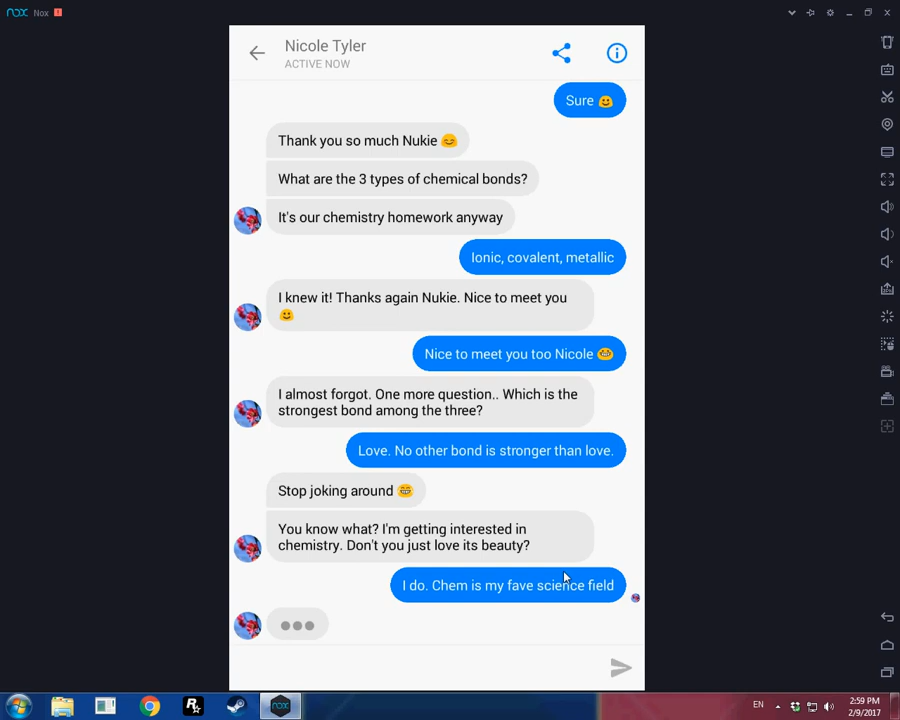 nox Nox
Nicole Tyler
ACTIVE NOW
Sure 😃
Thank you so much Nukie 😊
What are the 3 types of chemical bonds?
It's our chemistry homework anyway
Ionic, covalent, metallic
I knew it! Thanks again Nukie. Nice to meet you
😃
Nice to meet you too Nicole 😁
I almost forgot. One more question.. Which is the
strongest bond among the three?
Love. No other bond is stronger than love.
Stop joking around 😁
You know what? I'm getting interested in
chemistry. Don't you just love its beauty?
I do. Chem is my fave science field
EN
2:59 PM
2/9/2017